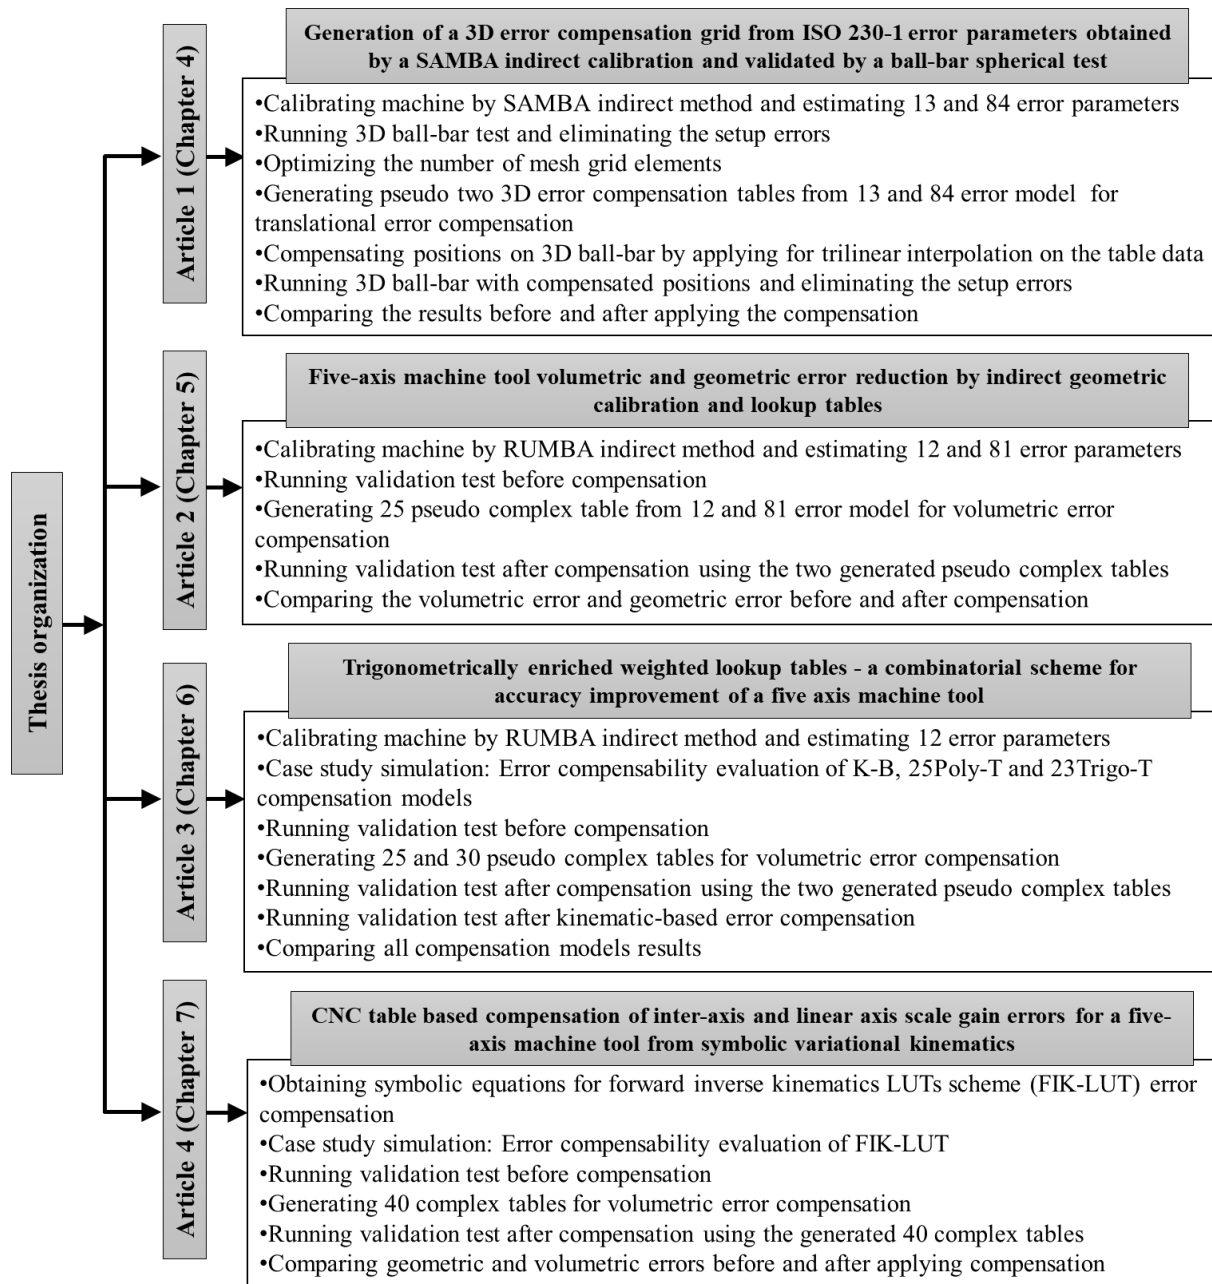 Thesis organization
Article 1 (Chapter 4)
Generation of a 3D error compensation grid from ISO 230-1 error parameters obtained
by a SAMBA indirect calibration and validated by a ball-bar spherical test
•Calibrating machine by SAMBA indirect method and estimating 13 and 84 error parameters
•Running 3D ball-bar test and eliminating the setup errors
•Optimizing the number of mesh grid elements
•Generating pseudo two 3D error compensation tables from 13 and 84 error model for
translational error compensation
•Compensating positions on 3D ball-bar by applying for trilinear interpolation on the table data
•Running 3D ball-bar with compensated positions and eliminating the setup errors
•Comparing the results before and after applying the compensation
Article 2 (Chapter 5)
Five-axis machine tool volumetric and geometric error reduction by indirect geometric
calibration and lookup tables
•Calibrating machine by RUMBA indirect method and estimating 12 and 81 error parameters
•Running validation test before compensation
•Generating 25 pseudo complex table from 12 and 81 error model for volumetric error
compensation
•Running validation test after compensation using the two generated pseudo complex tables
•Comparing the volumetric error and geometric error before and after compensation
Article 3 (Chapter 6)
Trigonometrically enriched weighted lookup tables - a combinatorial scheme for
accuracy improvement of a five axis machine tool
•Calibrating machine by RUMBA indirect method and estimating 12 error parameters
•Case study simulation: Error compensability evaluation of K-B, 25Poly-T and 23Trigo-T
compensation models
•Running validation test before compensation
•Generating 25 and 30 pseudo complex tables for volumetric error compensation
•Running validation test after compensation using the two generated pseudo complex tables
•Running validation test after kinematic-based error compensation
•Comparing all compensation models results
Article 4 (Chapter 7)
CNC table based compensation of inter-axis and linear axis scale gain errors for a five-
axis machine tool from symbolic variational kinematics
•Obtaining symbolic equations for forward inverse kinematics LUTs scheme (FIK-LUT) error
compensation
•Case study simulation: Error compensability evaluation of FIK-LUT
•Running validation test before compensation
•Generating 40 complex tables for volumetric error compensation
•Running validation test after compensation using the generated 40 complex tables
•Comparing geometric and volumetric errors before and after applying compensation